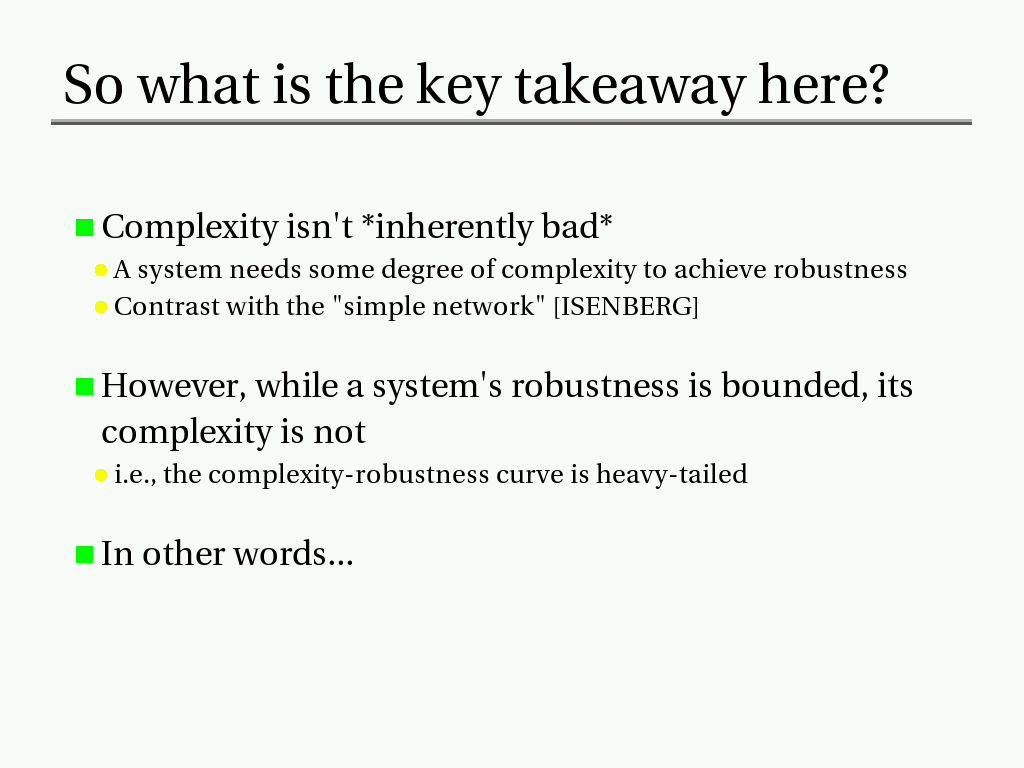 So what is the key takeaway here?
Complexity isn't *inherently bad*
A system needs some degree of complexity to achieve robustness
Contrast with the "simple network" [ISENBERG]
However, while a system's robustness is bounded, its
complexity is not
i.e., the complexity-robustness curve is heavy-tailed
In other words...